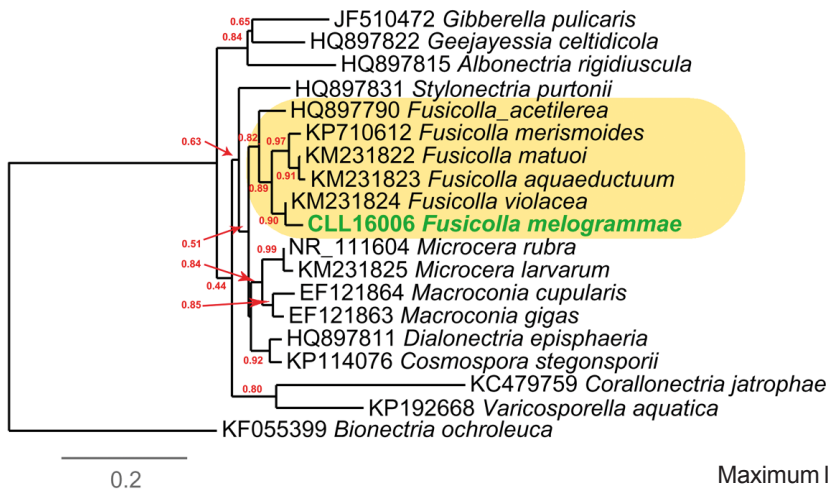 0.65
JF510472 Gibberella pulicaris
0.84
HQ897822 Geejayessia celtidicola
HQ897815 Albonectria rigidiuscula
HQ897831 Stylonectria purtonii
HQ897790 Fusicolla_acetilerea
0.63
0.82
0.97
KP710612 Fusicolla merismoides
KM231822 Fusicolla matuoi
0.91
KM231823 Fusicolla aquaeductuum
0.89
KM231824 Fusicolla violacea
0.90
CLL16006 Fusicolla melogrammae
0.51
0.99
NR_111604 Microcera rubra
0.84
KM231825 Microcera larvarum
0.44
EF121864 Macroconia cupularis
0.85
EF121863 Macroconia gigas
HQ897811 Dialonectria episphaeria
0.92
KP114076 Cosmospora stegonsporii
0.80
KC479759 Corallonectria jatrophae
KP192668 Varicosporella aquatica
KF055399 Bionectria ochroleuca
0.2
Maximum l